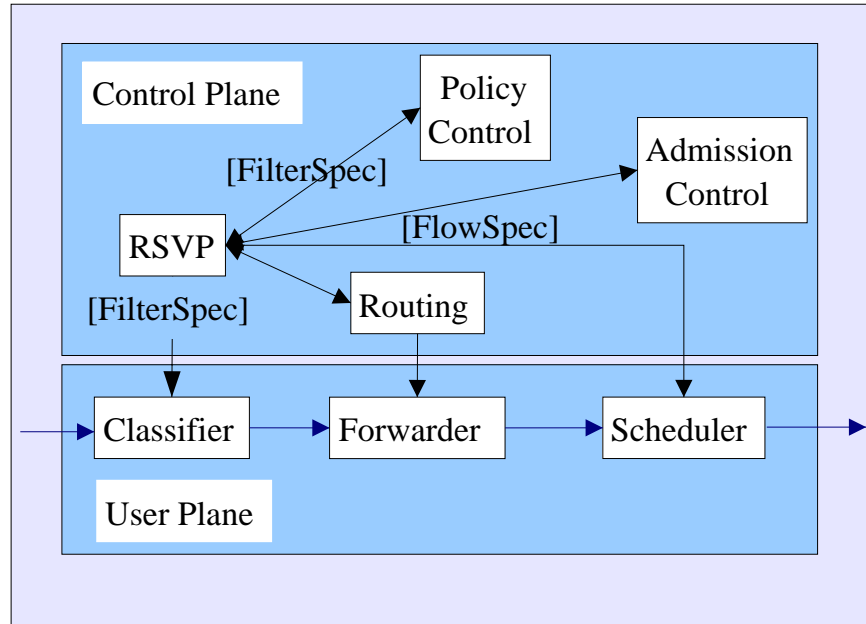 Control Plane
Policy
Control
[FilterSpec]
Admission
Control
RSVP
[FlowSpec]
[FilterSpec]
Routing
Classifier
Forwarder
Scheduler
User Plane